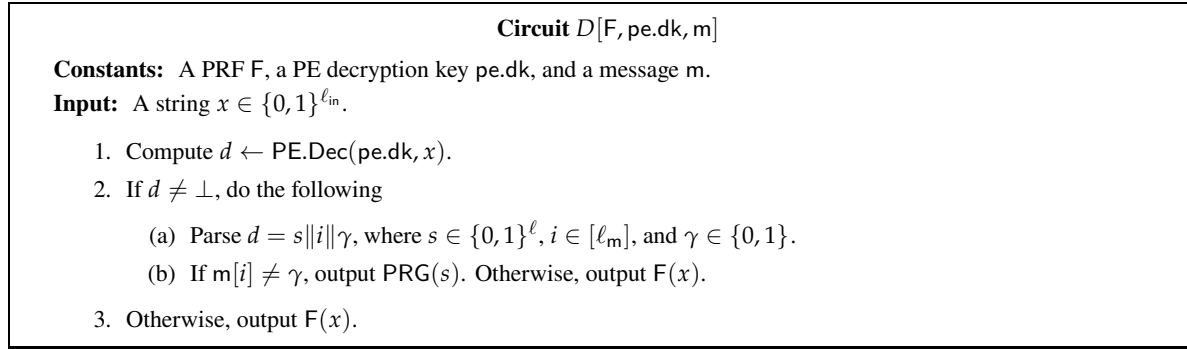 Circuit D[F, pe.dk, m]
Constants: A PRF F, a PE decryption key pe.dk, and a message m.
Input: A string x ∈ {0, 1}^{ℓ_in}.
1. Compute d ← PE.Dec(pe.dk, x).
2. If d ≠ ⊥, do the following
(a) Parse d = s∥i∥γ, where s ∈ {0, 1}^ℓ, i ∈ [ℓ_m], and γ ∈ {0, 1}.
(b) If m[i] ≠ γ, output PRG(s). Otherwise, output F(x).
3. Otherwise, output F(x).